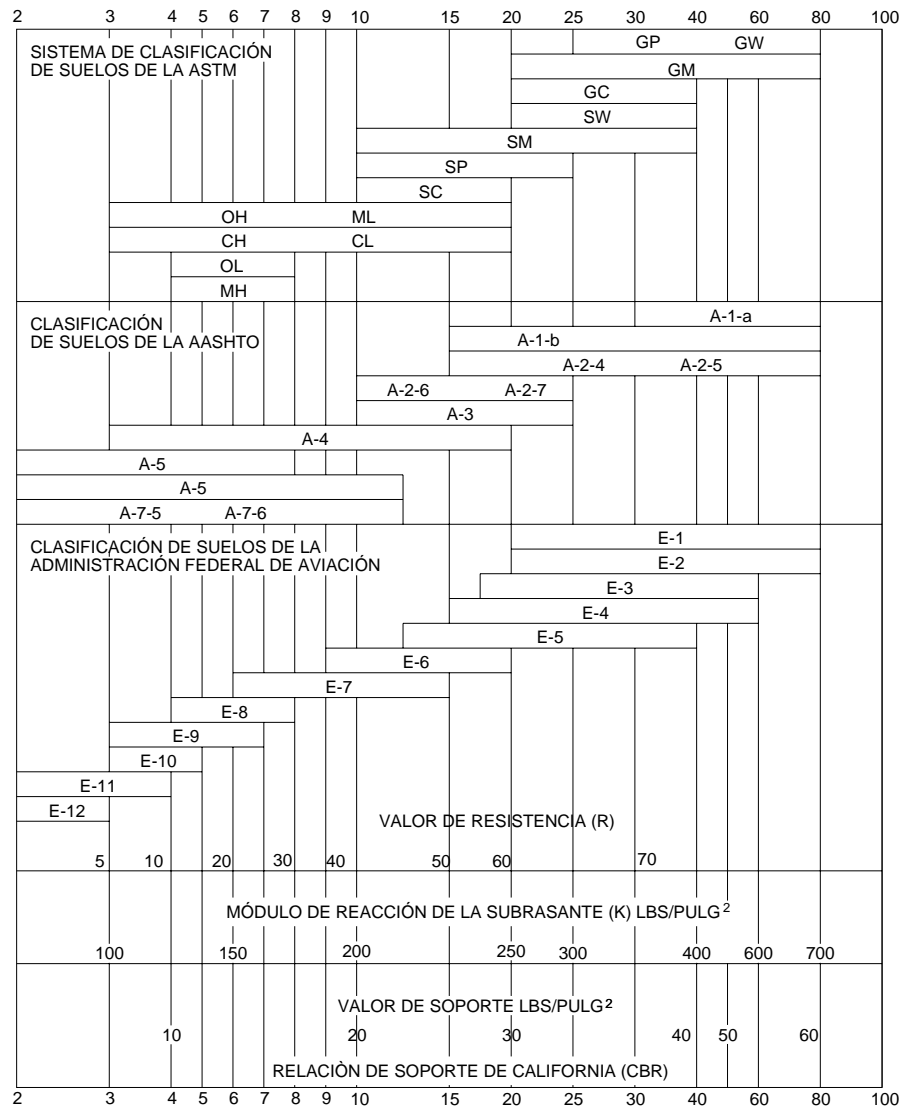 2 3 4 5 6 7 8 9 10 15 20 25 30 40 60 80 100
SISTEMA DE CLASIFICACIÓN
DE SUELOS DE LA ASTM
GP GW
GM
GC
SW
SM
SP
SC
OH ML
CH CL
OL
MH
CLASIFICACIÓN
DE SUELOS DE LA AASHTO
A-1-a
A-1-b
A-2-4 A-2-5
A-2-6 A-2-7
A-3
A-4
A-5
A-5
A-7-5 A-7-6
CLASIFICACIÓN DE SUELOS DE LA
ADMINISTRACIÓN FEDERAL DE AVIACIÓN
E-1
E-2
E-3
E-4
E-5
E-6
E-7
E-8
E-9
E-10
E-11
E-12
VALOR DE RESISTENCIA (R)
5 10 20 30 40 50 60 70
MÓDULO DE REACCIÓN DE LA SUBRASANTE (K) LBS/PULG²
100 150 200 250 300 400 600 700
VALOR DE SOPORTE LBS/PULG²
10 20 30 40 50 60
RELACIÒN DE SOPORTE DE CALIFORNIA (CBR)
2 3 4 5 6 7 8 9 10 15 20 25 30 40 60 80 100